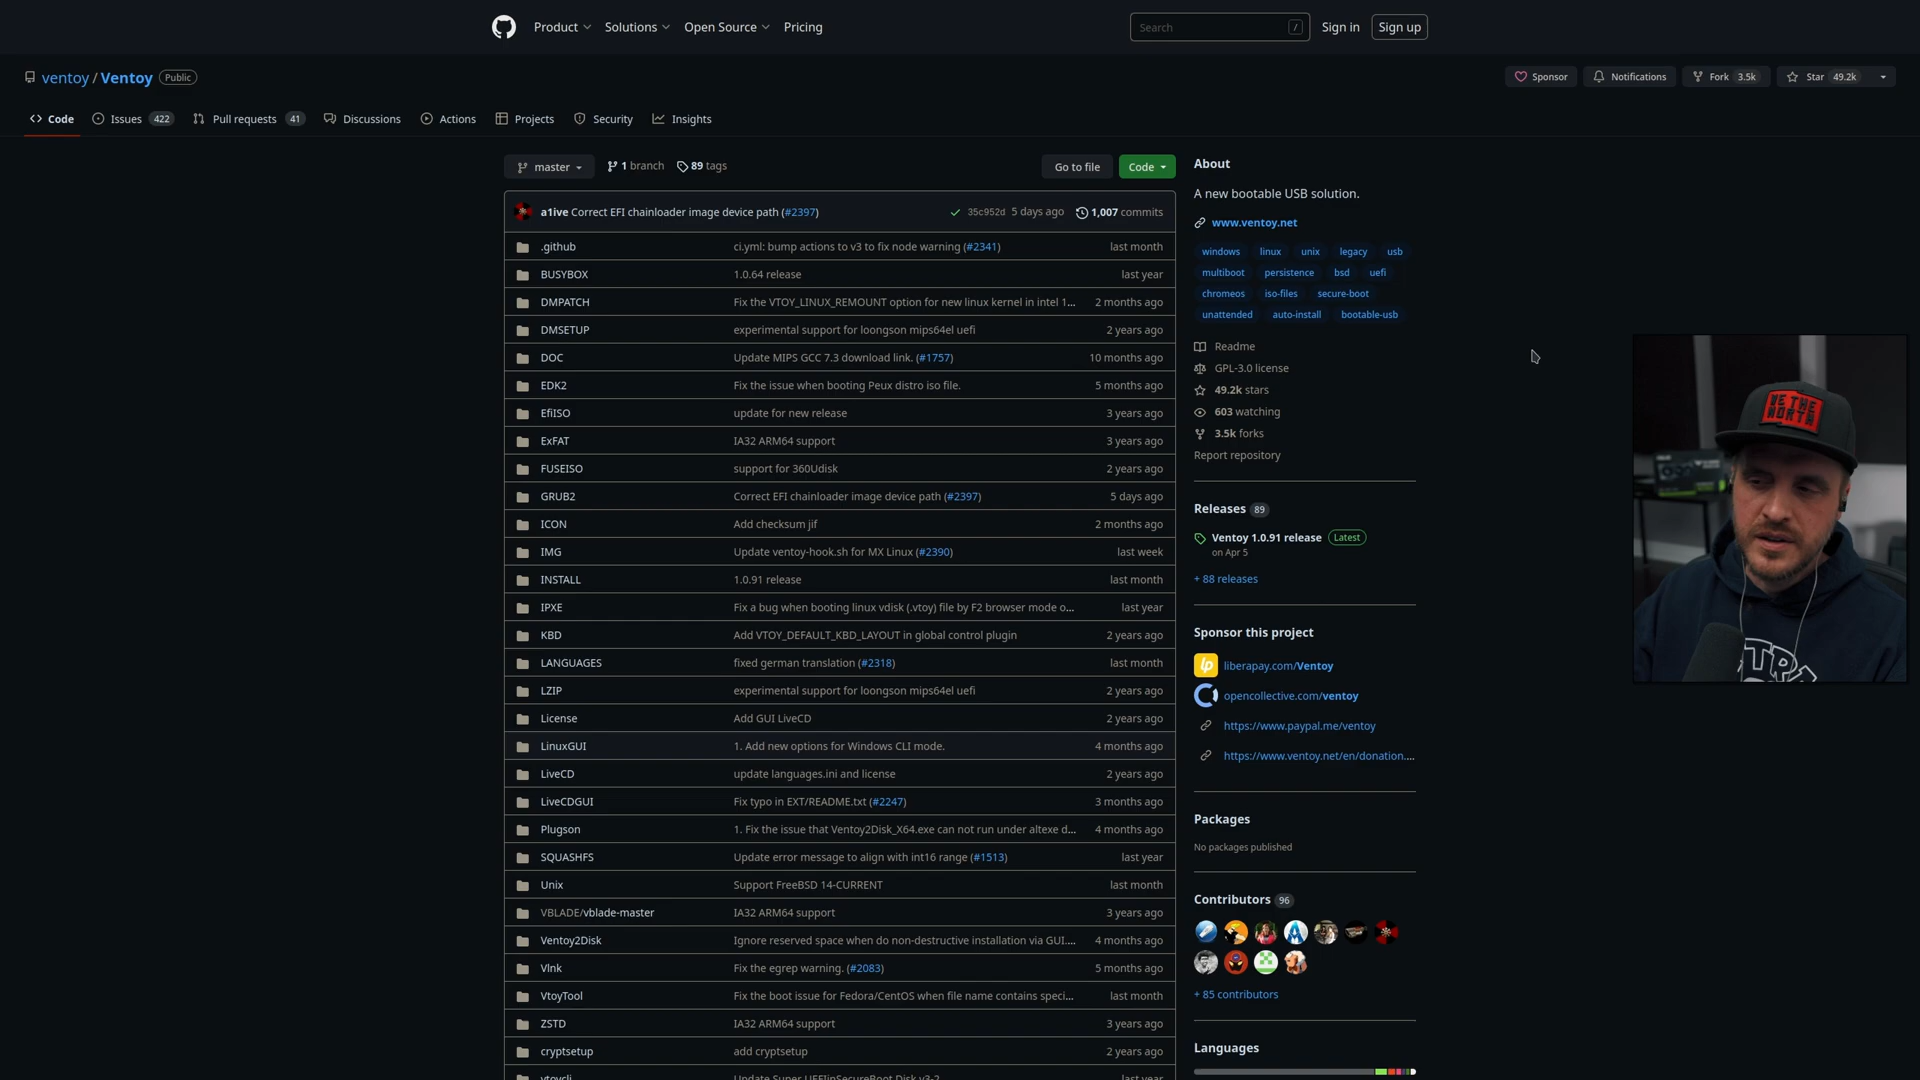 Product Solutions Open Source Pricing Search / Sign in Sign up
ventoy / Ventoy Public Sponsor Notifications Fork 3.5k Star 49.2k
Code Issues 422 Pull requests 41 Discussions Actions Projects Security Insights
master 1 branch 89 tags Go to file Code
a1ive Correct EFI chainloader image device path (#2397) 35c952d 5 days ago 1,007 commits
.github ci.yml: bump actions to v3 to fix node warning (#2341) last month
BUSYBOX 1.0.64 release last year
DMPATCH Fix the VTOY_LINUX_REMOUNT option for new linux kernel in intel 1... 2 months ago
DMSETUP experimental support for loongson mips64el uefi 2 years ago
DOC Update MIPS GCC 7.3 download link. (#1757) 10 months ago
EDK2 Fix the issue when booting Peux distro iso file. 5 months ago
EfiISO update for new release 3 years ago
ExFAT IA32 ARM64 support 3 years ago
FUSEISO support for 360Udisk 2 years ago
GRUB2 Correct EFI chainloader image device path (#2397) 5 days ago
ICON Add checksum jif 2 months ago
IMG Update ventoy-hook.sh for MX Linux (#2390) last week
INSTALL 1.0.91 release last month
IPXE Fix a bug when booting linux vdisk (.vtoy) file by F2 browser mode o... last year
KBD Add VTOY_DEFAULT_KBD_LAYOUT in global control plugin 2 years ago
LANGUAGES fixed german translation (#2318) last month
LZIP experimental support for loongson mips64el uefi 2 years ago
License Add GUI LiveCD 2 years ago
LinuxGUI 1. Add new options for Windows CLI mode. 4 months ago
LiveCD update languages.ini and license 2 years ago
LiveCDGUI Fix typo in EXT/README.txt (#2247) 3 months ago
Plugson 1. Fix the issue that Ventoy2Disk_X64.exe can not run under altexe d... 4 months ago
SQUASHFS Update error message to align with int16 range (#1513) last year
Unix Support FreeBSD 14-CURRENT last month
VBLADE/vblade-master IA32 ARM64 support 3 years ago
Ventoy2Disk Ignore reserved space when do non-destructive installation via GUI.... 4 months ago
Vlnk Fix the egrep warning. (#2083) 5 months ago
VtoyTool Fix the boot issue for Fedora/CentOS when file name contains speci... last month
ZSTD IA32 ARM64 support 3 years ago
cryptsetup add cryptsetup 2 years ago
vtoycli Update Super UEFIinSecureBoot Disk v3-2 last year
About
A new bootable USB solution.
www.ventoy.net
windows linux unix legacy usb
multiboot persistence bsd uefi
chromeos iso-files secure-boot
unattended auto-install bootable-usb
Readme
GPL-3.0 license
49.2k stars
603 watching
3.5k forks
Report repository
Releases 89
Ventoy 1.0.91 release Latest
on Apr 5
+ 88 releases
Sponsor this project
lp liberapay.com/Ventoy
opencollective.com/ventoy
https://www.paypal.me/ventoy
https://www.ventoy.net/en/donation....
Packages
No packages published
Contributors 96
+ 85 contributors
Languages
WE THE
NORTH